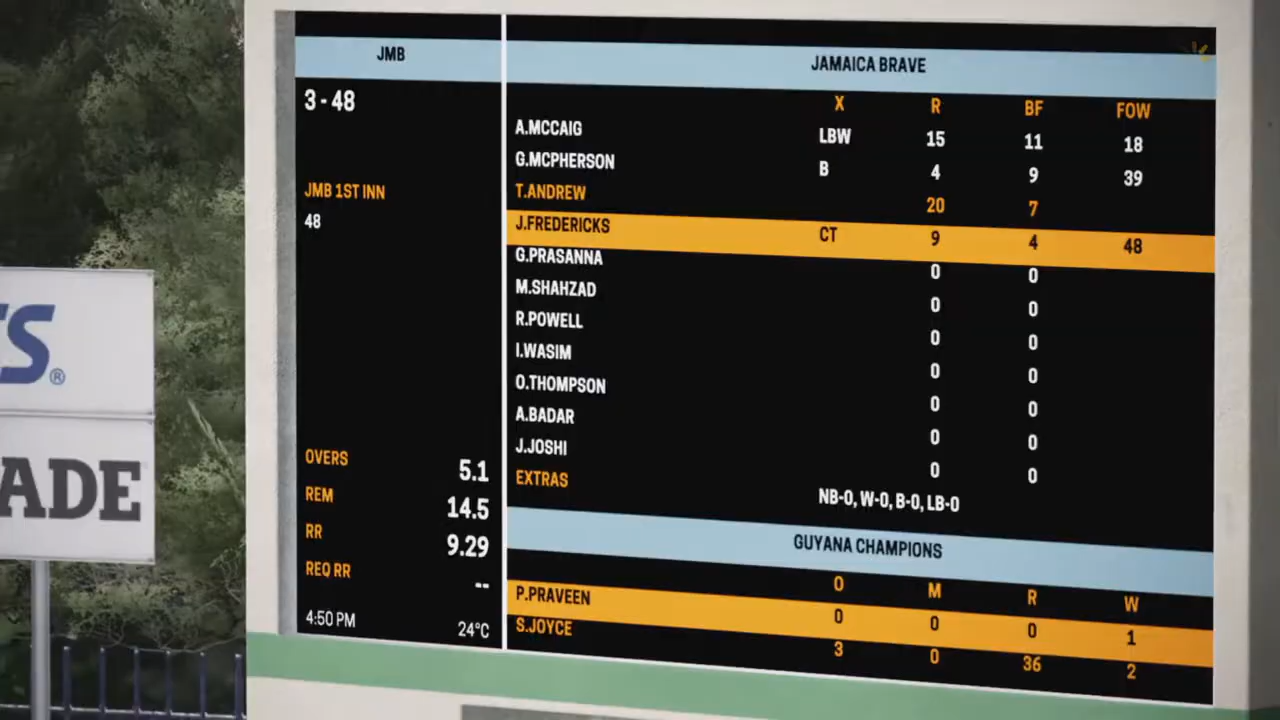 JMB
3 - 48
JMB 1ST INN
48
OVERS 5.1
REM 14.5
RR 9.29
REQ RR --
4:50 PM 24°C
JAMAICA BRAVE
X R BF FOW
A.MCCAIG LBW 15 11 18
G.MCPHERSON B 4 9 39
T.ANDREW 20 7
J.FREDERICKS CT 9 4 48
G.PRASANNA 0 0
M.SHAHZAD 0 0
R.POWELL 0 0
I.WASIM 0 0
O.THOMPSON 0 0
A.BADAR 0 0
J.JOSHI 0 0
EXTRAS NB-0, W-0, B-0, LB-0
GUYANA CHAMPIONS
O M R W
P.PRAVEEN 0 0 0 1
S.JOYCE 3 0 36 2
S®
ADE